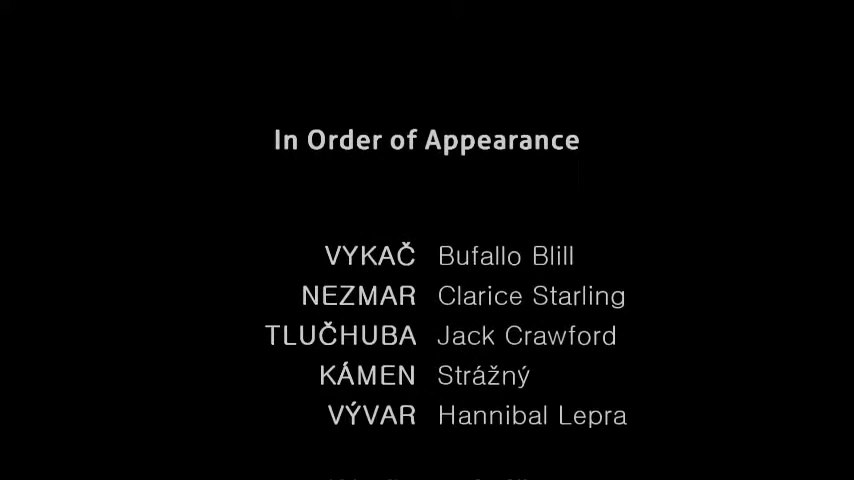 In Order of Appearance
VYKAČ Bufallo Blill
NEZMAR Clarice Starling
TLUČHUBA Jack Crawford
KÁMEN Strážný
VÝVAR Hannibal Lepra